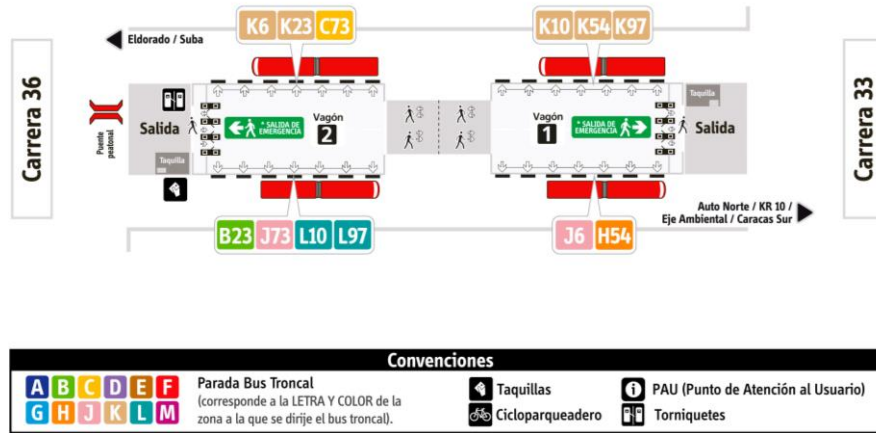 K6 K23 C73
K10 K54 K97
Eldorado / Suba
Carrera 36
Puente
peatonal
Salida
Taquilla
* SALIDA DE
EMERGENCIA
Vagón
2
Vagón
1
* SALIDA DE
EMERGENCIA
Taquilla
Salida
Carrera 33
Auto Norte / KR 10 /
Eje Ambiental / Caracas Sur
B23 J73 L10 L97
J6 H54
Convenciones
A B C D E F
G H J K L M
Parada Bus Troncal
(corresponde a la LETRA Y COLOR de la
zona a la que se dirije el bus troncal).
Taquillas
Cicloparqueadero
PAU (Punto de Atención al Usuario)
Torniquetes